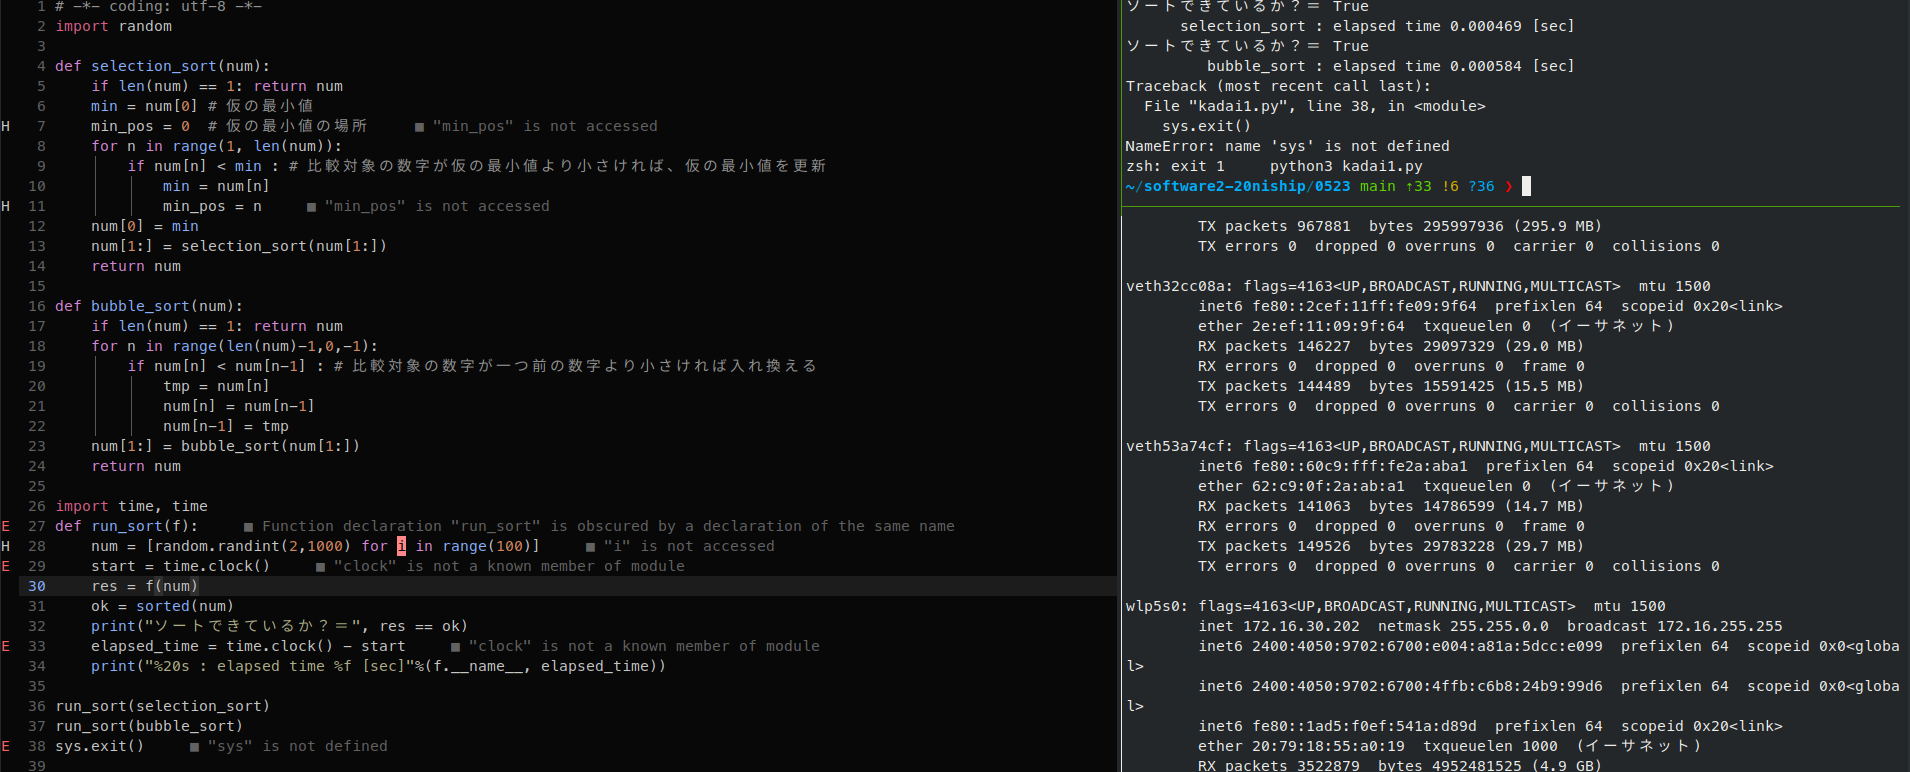 1 # -*- coding: utf-8 -*-
2 import random
3
4 def selection_sort(num):
5     if len(num) == 1: return num
6     min = num[0] # 仮の最小値
H 7     min_pos = 0  # 仮の最小値の場所     ■ "min_pos" is not accessed
8     for n in range(1, len(num)):
9         if num[n] < min : # 比較対象の数字が仮の最小値より小さければ、仮の最小値を更新
10             min = num[n]
H 11             min_pos = n     ■ "min_pos" is not accessed
12     num[0] = min
13     num[1:] = selection_sort(num[1:])
14     return num
15
16 def bubble_sort(num):
17     if len(num) == 1: return num
18     for n in range(len(num)-1,0,-1):
19         if num[n] < num[n-1] : # 比較対象の数字が一つ前の数字より小さければ入れ換える
20             tmp = num[n]
21             num[n] = num[n-1]
22             num[n-1] = tmp
23     num[1:] = bubble_sort(num[1:])
24     return num
25
26 import time, time
E 27 def run_sort(f):     ■ Function declaration "run_sort" is obscured by a declaration of the same name
H 28     num = [random.randint(2,1000) for i in range(100)]     ■ "i" is not accessed
E 29     start = time.clock()     ■ "clock" is not a known member of module
30     res = f(num)
31     ok = sorted(num)
32     print("ソートできているか？＝", res == ok)
E 33     elapsed_time = time.clock() - start     ■ "clock" is not a known member of module
34     print("%20s : elapsed time %f [sec]"%(f.__name__, elapsed_time))
35
36 run_sort(selection_sort)
37 run_sort(bubble_sort)
E 38 sys.exit()     ■ "sys" is not defined
39
ソートできているか？＝ True
      selection_sort : elapsed time 0.000469 [sec]
ソートできているか？＝ True
         bubble_sort : elapsed time 0.000584 [sec]
Traceback (most recent call last):
  File "kadai1.py", line 38, in <module>
    sys.exit()
NameError: name 'sys' is not defined
zsh: exit 1     python3 kadai1.py
~/software2-20niship/0523 main ⇡33 !6 ?36 ❯
        TX packets 967881  bytes 295997936 (295.9 MB)
        TX errors 0  dropped 0 overruns 0  carrier 0  collisions 0
veth32cc08a: flags=4163<UP,BROADCAST,RUNNING,MULTICAST>  mtu 1500
        inet6 fe80::2cef:11ff:fe09:9f64  prefixlen 64  scopeid 0x20<link>
        ether 2e:ef:11:09:9f:64  txqueuelen 0  (イーサネット)
        RX packets 146227  bytes 29097329 (29.0 MB)
        RX errors 0  dropped 0  overruns 0  frame 0
        TX packets 144489  bytes 15591425 (15.5 MB)
        TX errors 0  dropped 0 overruns 0  carrier 0  collisions 0
veth53a74cf: flags=4163<UP,BROADCAST,RUNNING,MULTICAST>  mtu 1500
        inet6 fe80::60c9:fff:fe2a:aba1  prefixlen 64  scopeid 0x20<link>
        ether 62:c9:0f:2a:ab:a1  txqueuelen 0  (イーサネット)
        RX packets 141063  bytes 14786599 (14.7 MB)
        RX errors 0  dropped 0  overruns 0  frame 0
        TX packets 149526  bytes 29783228 (29.7 MB)
        TX errors 0  dropped 0 overruns 0  carrier 0  collisions 0
wlp5s0: flags=4163<UP,BROADCAST,RUNNING,MULTICAST>  mtu 1500
        inet 172.16.30.202  netmask 255.255.0.0  broadcast 172.16.255.255
        inet6 2400:4050:9702:6700:e004:a81a:5dcc:e099  prefixlen 64  scopeid 0x0<globa
l>
        inet6 2400:4050:9702:6700:4ffb:c6b8:24b9:99d6  prefixlen 64  scopeid 0x0<globa
l>
        inet6 fe80::1ad5:f0ef:541a:d89d  prefixlen 64  scopeid 0x20<link>
        ether 20:79:18:55:a0:19  txqueuelen 1000  (イーサネット)
        RX packets 3522879  bytes 4952481525 (4.9 GB)